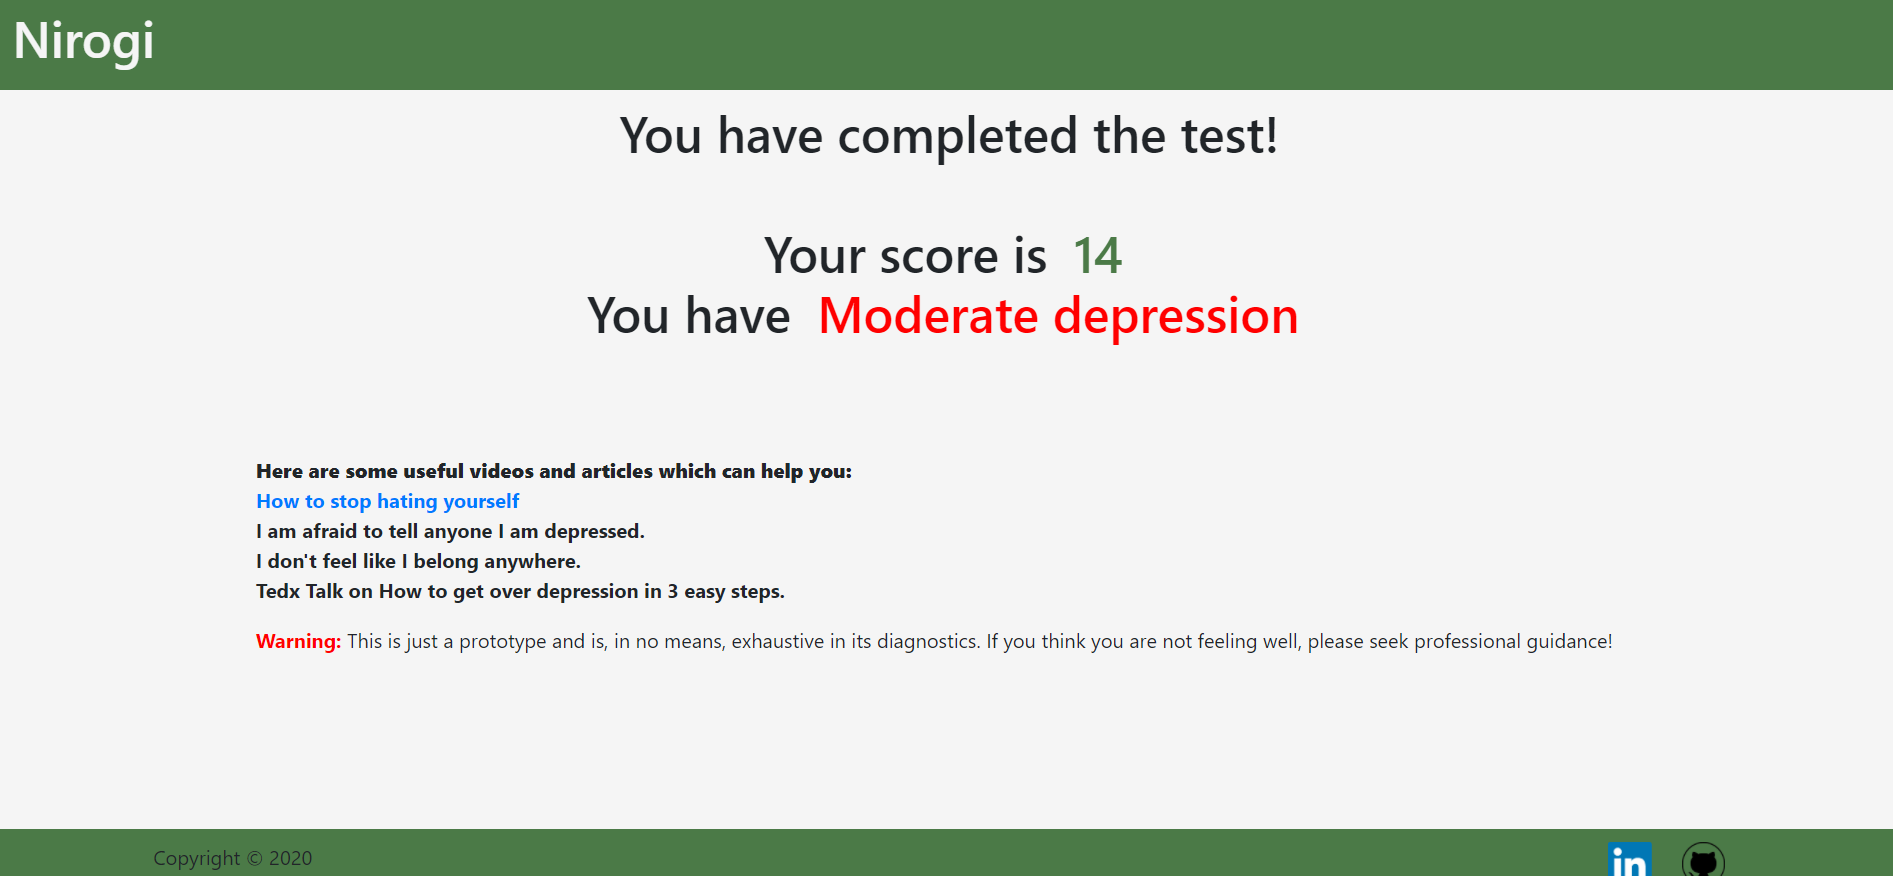 Nirogi
You have completed the test!
Your score is 14
You have Moderate depression
Here are some useful videos and articles which can help you:
How to stop hating yourself
I am afraid to tell anyone I am depressed.
I don't feel like I belong anywhere.
Tedx Talk on How to get over depression in 3 easy steps.
Warning: This is just a prototype and is, in no means, exhaustive in its diagnostics. If you think you are not feeling well, please seek professional guidance!
Copyright © 2020
in